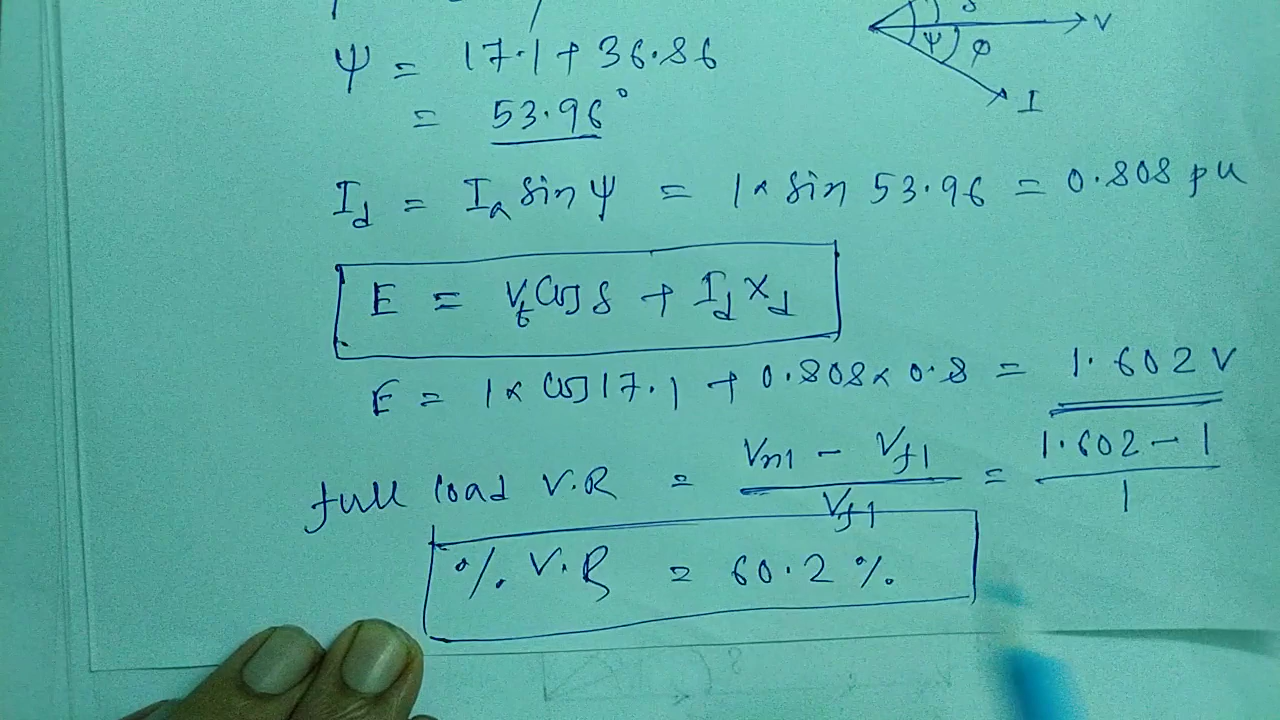 δ
V
ψ = 17.1 + 36.86
ψ φ
= 53.96°
I
I_d = I_a sin ψ = 1 × sin 53.96 = 0.808 pu
E = V_t Cos δ + I_d X_d
E = 1 × Cos 17.1 + 0.808 × 0.8 = 1.602 V
full load V.R = (V_nl - V_fl) / V_fl = (1.602 - 1) / 1
% V.R = 60.2 %